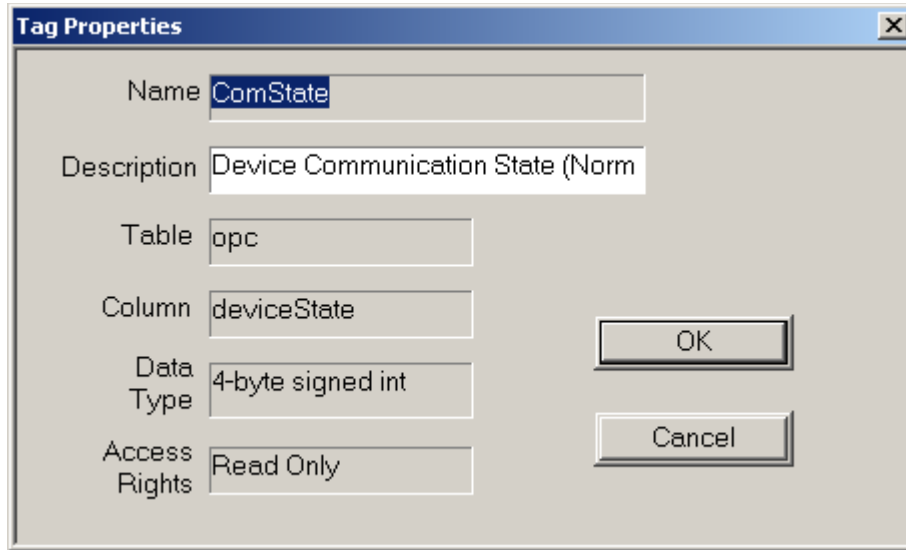 Tag Properties
Name ComState
Description Device Communication State (Norm
Table opc
Column deviceState
Data
Type 4-byte signed int
Access
Rights Read Only
OK
Cancel